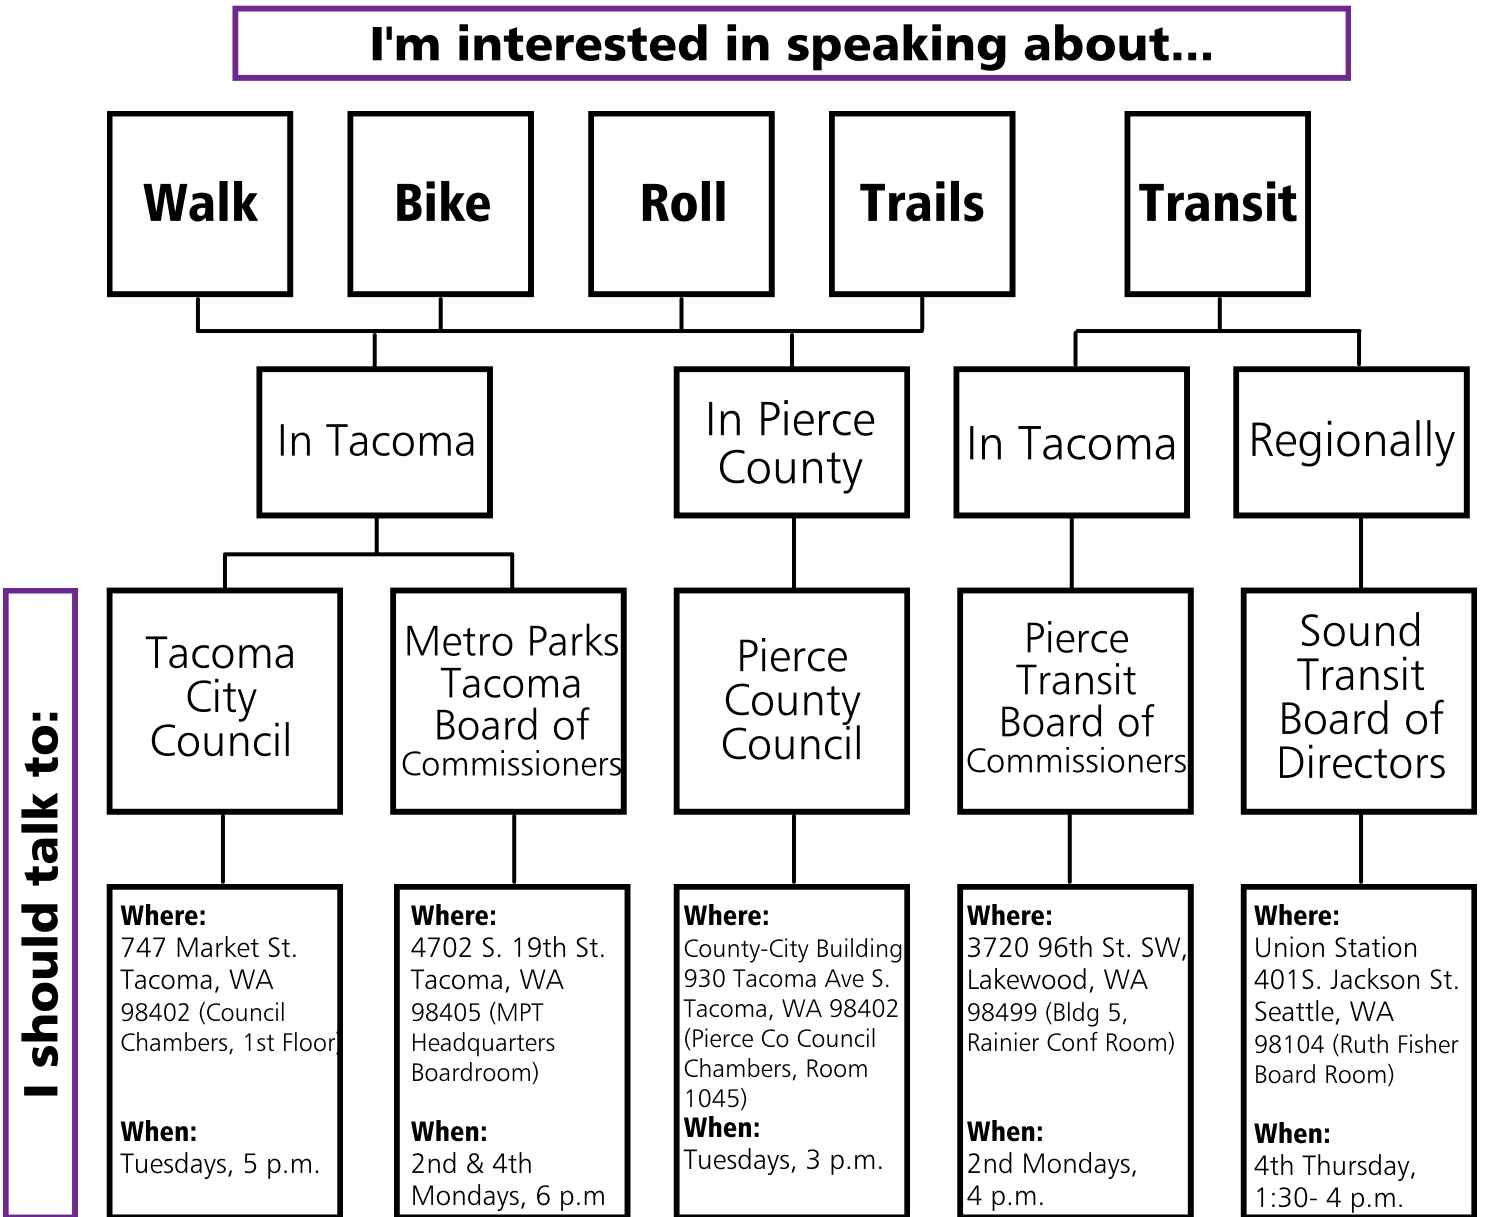 I'm interested in speaking about...
Walk
Bike
Roll
Trails
Transit
In Tacoma
In Pierce
County
In Tacoma
Regionally
I should talk to:
Tacoma
City
Council
Metro Parks
Tacoma
Board of
Commissioners
Pierce
County
Council
Pierce
Transit
Board of
Commissioners
Sound
Transit
Board of
Directors
Where:
747 Market St.
Tacoma, WA
98402 (Council
Chambers, 1st Floor)
When:
Tuesdays, 5 p.m.
Where:
4702 S. 19th St.
Tacoma, WA
98405 (MPT
Headquarters
Boardroom)
When:
2nd & 4th
Mondays, 6 p.m
Where:
County-City Building
930 Tacoma Ave S.
Tacoma, WA 98402
(Pierce Co Council
Chambers, Room
1045)
When:
Tuesdays, 3 p.m.
Where:
3720 96th St. SW,
Lakewood, WA
98499 (Bldg 5,
Rainier Conf Room)
When:
2nd Mondays,
4 p.m.
Where:
Union Station
401S. Jackson St.
Seattle, WA
98104 (Ruth Fisher
Board Room)
When:
4th Thursday,
1:30- 4 p.m.